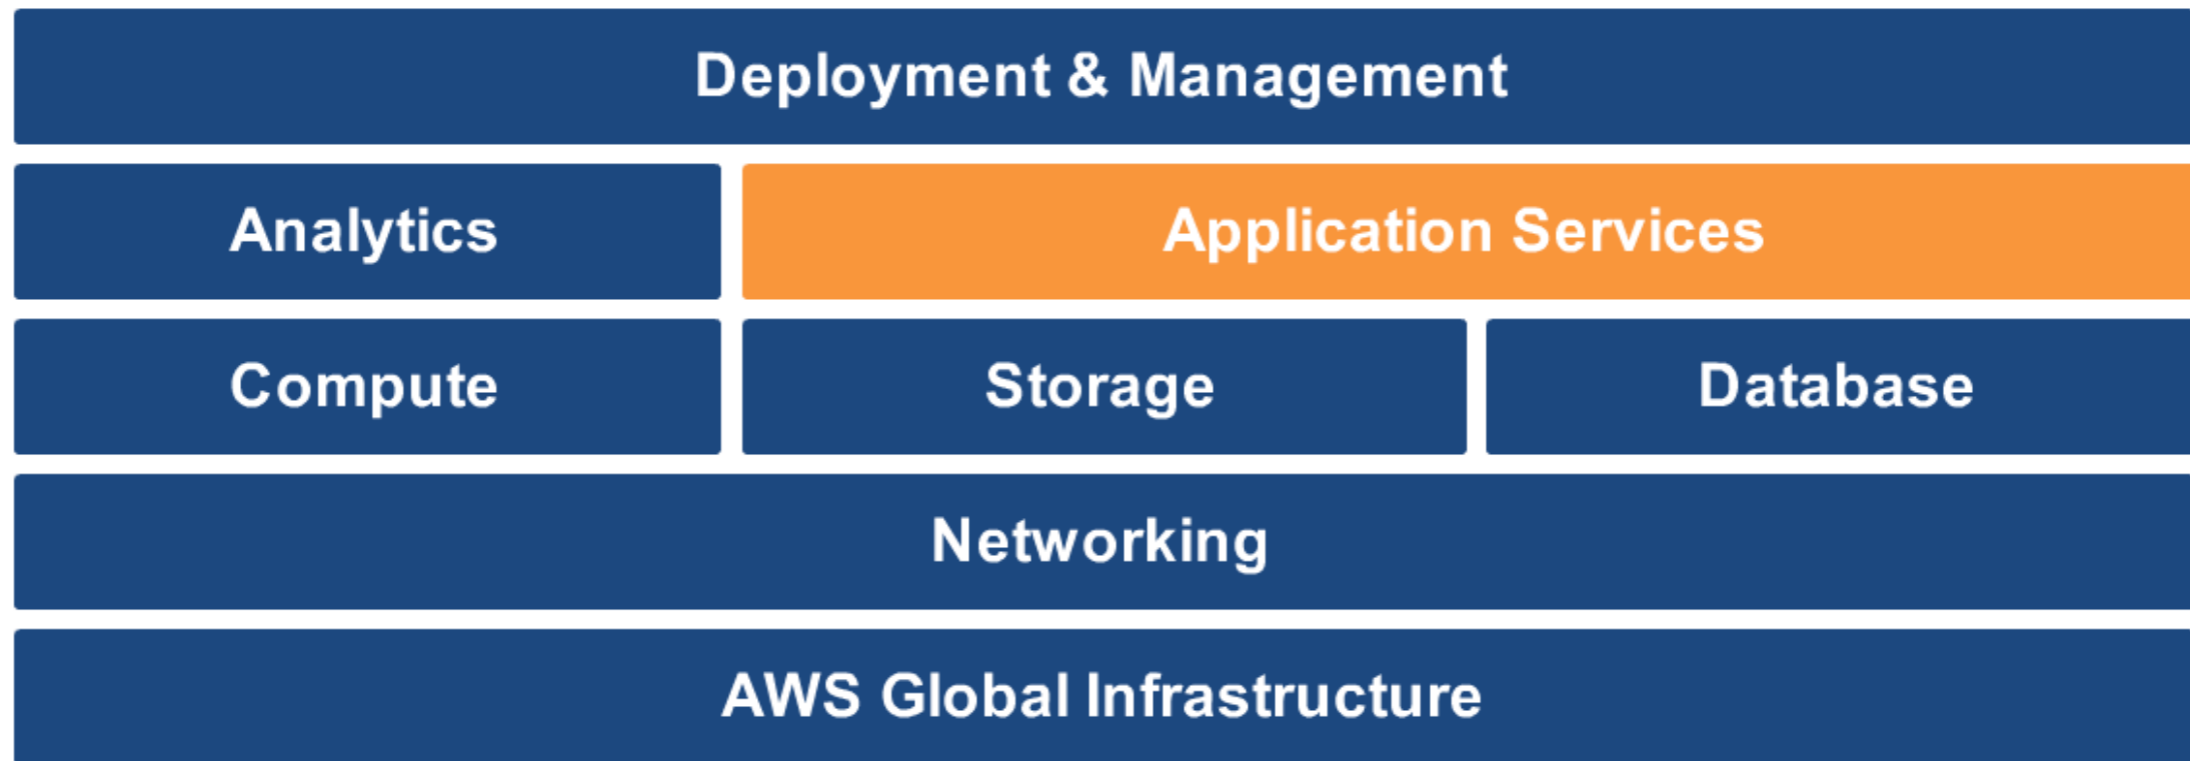 Deployment & Management
Analytics
Application Services
Compute
Storage
Database
Networking
AWS Global Infrastructure